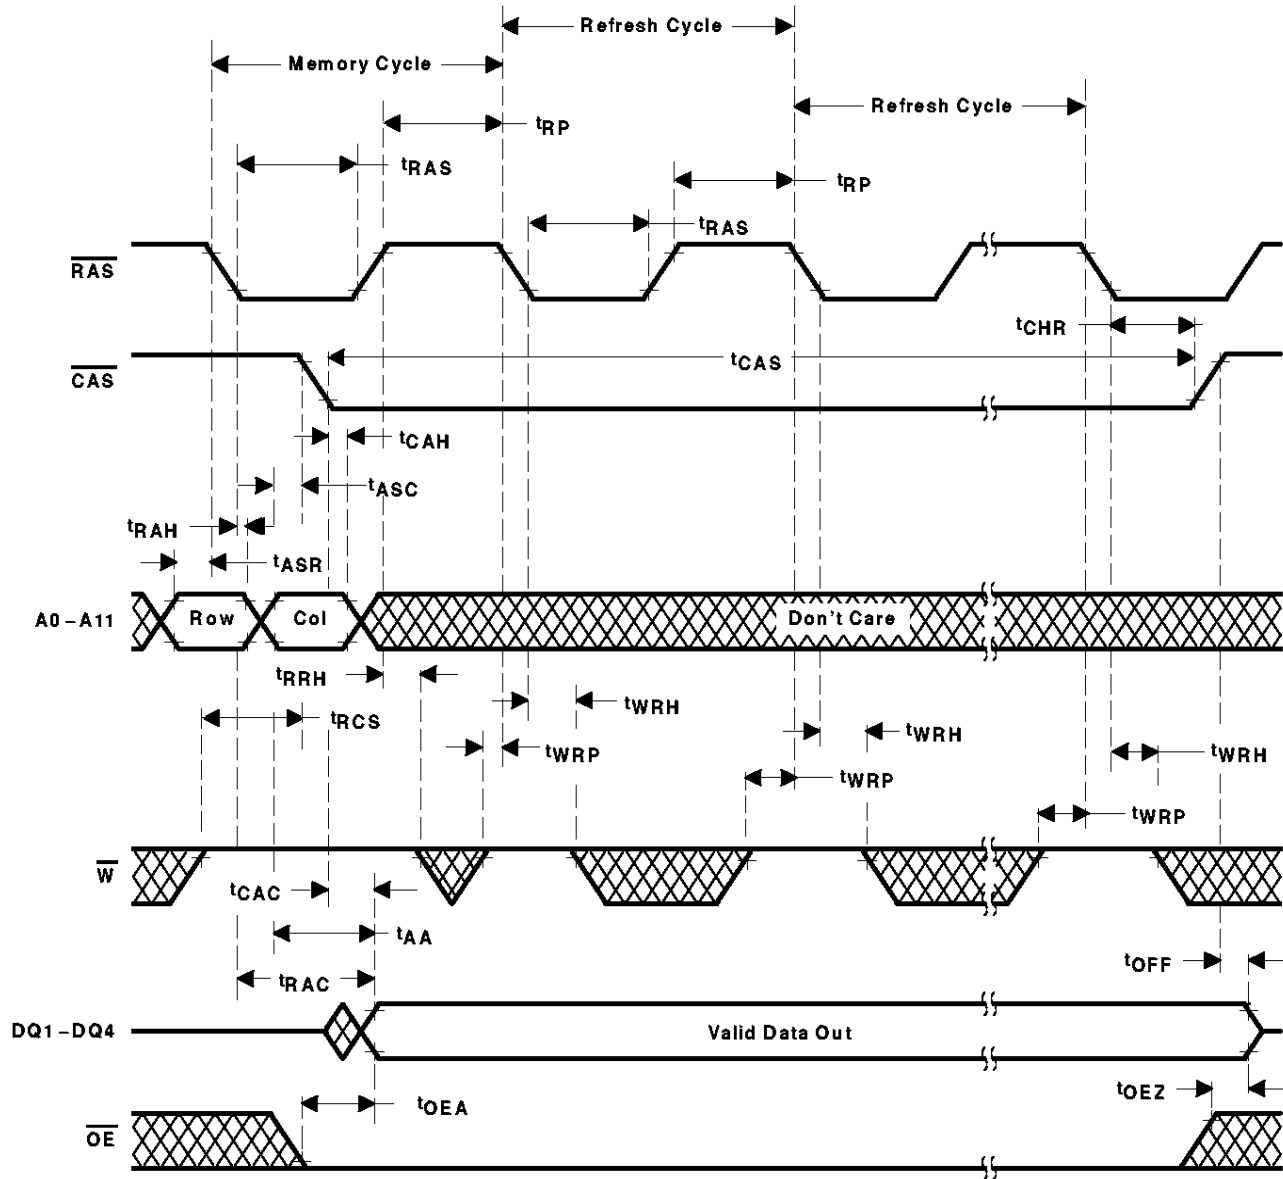 Refresh Cycle
Memory Cycle
Refresh Cycle
tRP
tRAS
tRP
tRAS
RAS
tCHR
tCAS
CAS
tCAH
tASC
tRAH
tASR
A0–A11 Row Col Don't Care
tRRH
tWRH
tRCS
tWRH
tWRP
tWRH
tWRP
tWRP
W
tCAC
tAA
tOFF
tRAC
DQ1–DQ4 Valid Data Out
tOEZ
tOEA
OE